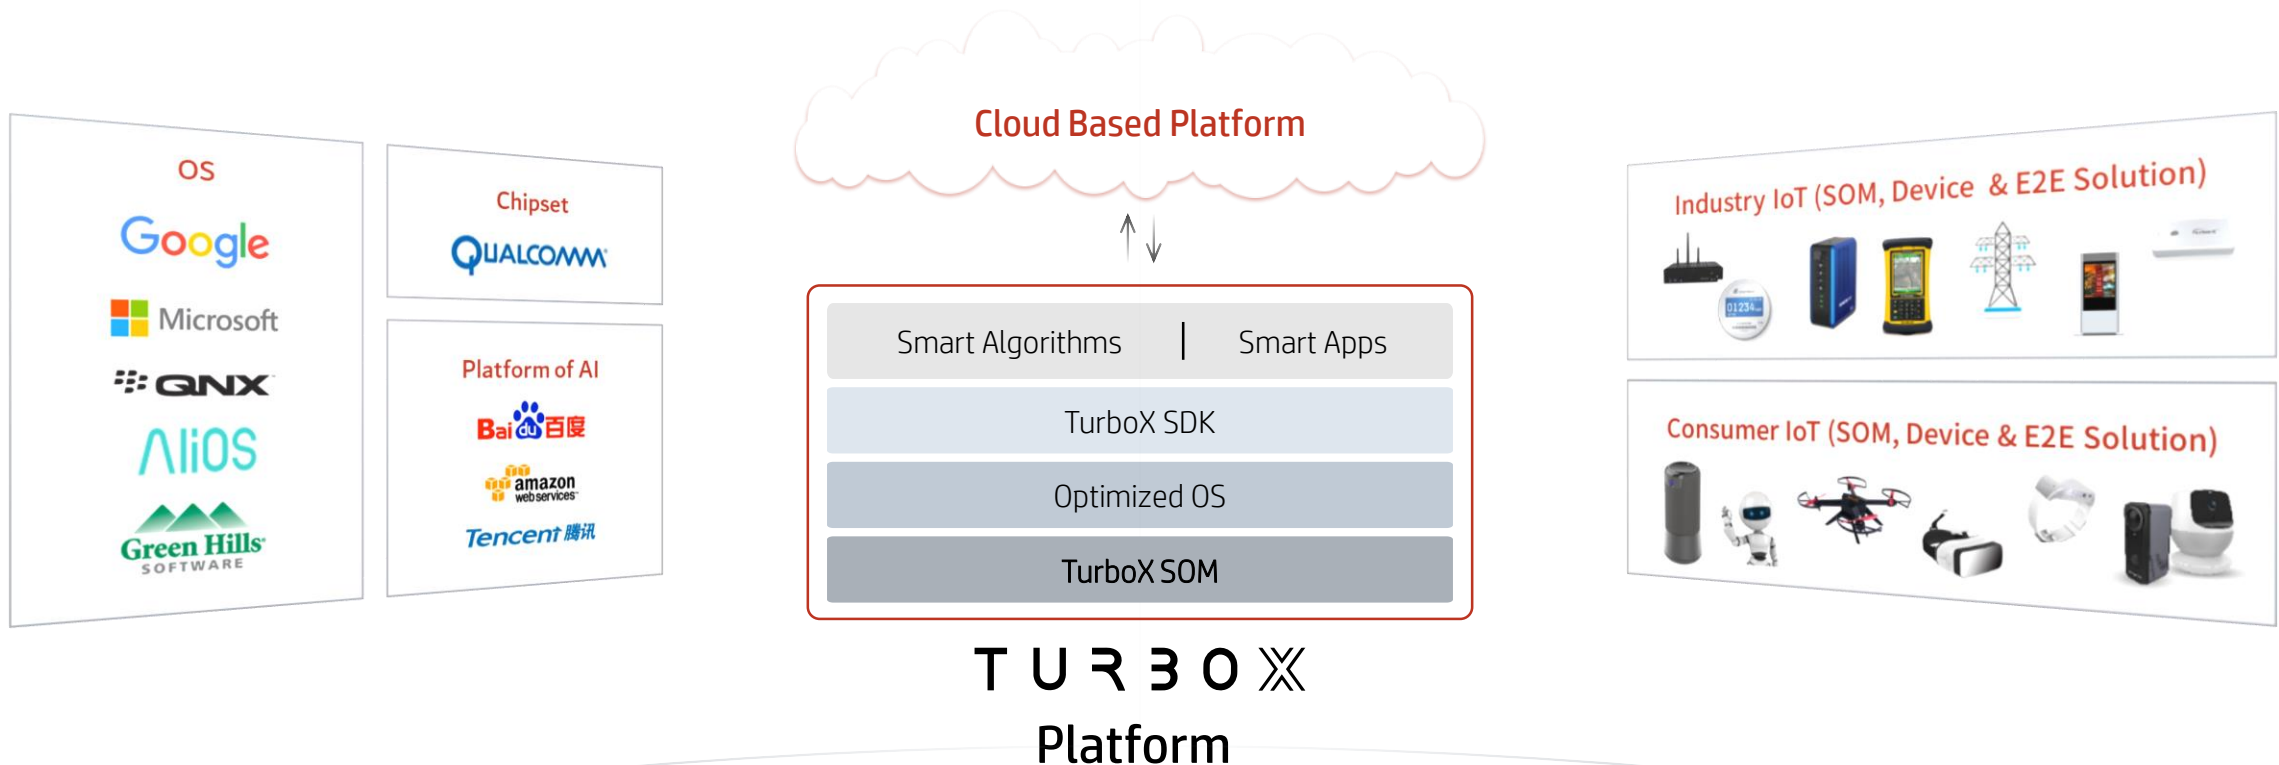 Cloud Based Platform
OS
Google
Microsoft
QNX
AliOS
Green Hills
SOFTWARE
Chipset
QUALCOMM
Platform of AI
Bai du 百度
amazon
web services
Tencent 腾讯
Smart Algorithms | Smart Apps
TurboX SDK
Optimized OS
TurboX SOM
TURBOX
Platform
Industry IoT (SOM, Device & E2E Solution)
01234
Consumer IoT (SOM, Device & E2E Solution)